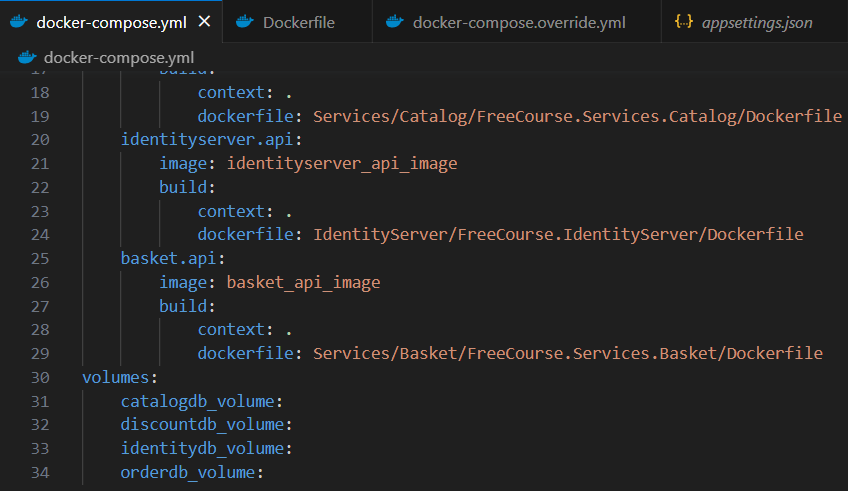 docker-compose.yml Dockerfile docker-compose.override.yml {..} appsettings.json
docker-compose.yml
17 build:
18 context: .
19 dockerfile: Services/Catalog/FreeCourse.Services.Catalog/Dockerfile
20 identityserver.api:
21 image: identityserver_api_image
22 build:
23 context: .
24 dockerfile: IdentityServer/FreeCourse.IdentityServer/Dockerfile
25 basket.api:
26 image: basket_api_image
27 build:
28 context: .
29 dockerfile: Services/Basket/FreeCourse.Services.Basket/Dockerfile
30 volumes:
31 catalogdb_volume:
32 discountdb_volume:
33 identitydb_volume:
34 orderdb_volume: